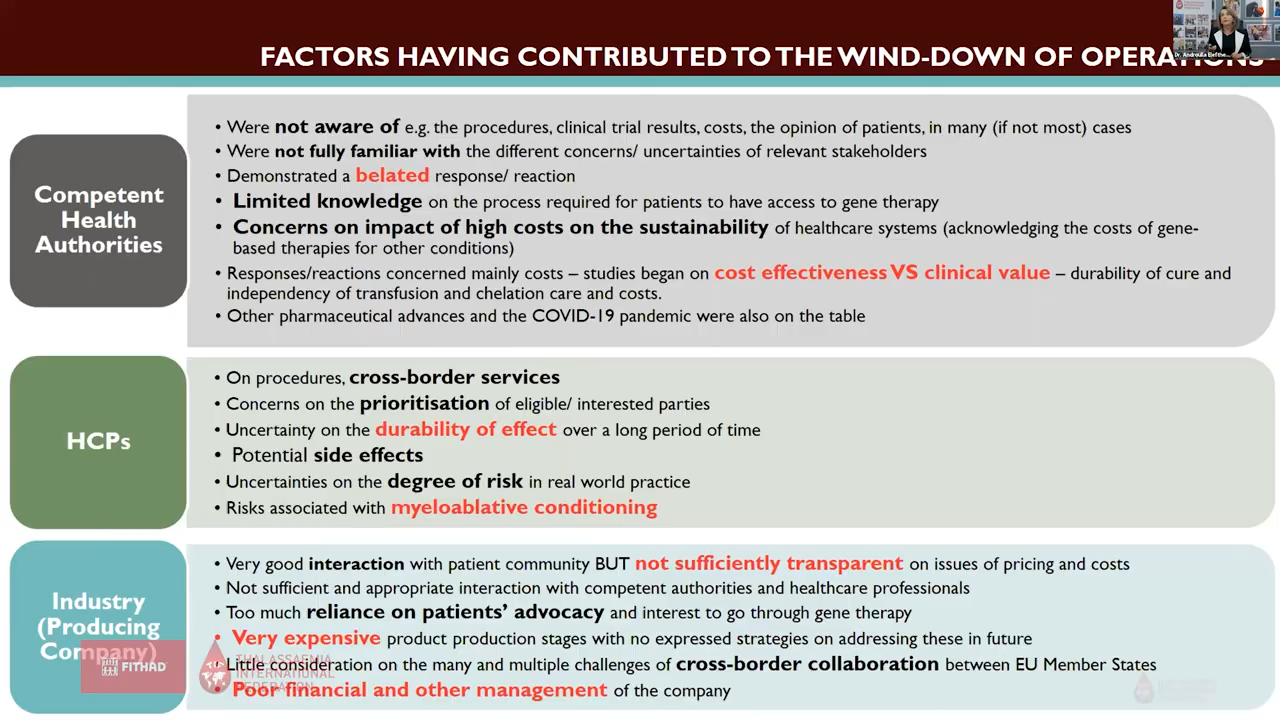 FACTORS HAVING CONTRIBUTED TO THE WIND-DOWN OF OPERATIONS
Dr. Androulla Elefthe...
Competent
Health
Authorities
• Were not aware of e.g. the procedures, clinical trial results, costs, the opinion of patients, in many (if not most) cases
• Were not fully familiar with the different concerns/ uncertainties of relevant stakeholders
• Demonstrated a belated response/ reaction
• Limited knowledge on the process required for patients to have access to gene therapy
• Concerns on impact of high costs on the sustainability of healthcare systems (acknowledging the costs of gene-
based therapies for other conditions)
• Responses/reactions concerned mainly costs – studies began on cost effectiveness VS clinical value – durability of cure and
independency of transfusion and chelation care and costs.
• Other pharmaceutical advances and the COVID-19 pandemic were also on the table
HCPs
• On procedures, cross-border services
• Concerns on the prioritisation of eligible/ interested parties
• Uncertainty on the durability of effect over a long period of time
• Potential side effects
• Uncertainties on the degree of risk in real world practice
• Risks associated with myeloablative conditioning
Industry
(Producing
Company)
• Very good interaction with patient community BUT not sufficiently transparent on issues of pricing and costs
• Not sufficient and appropriate interaction with competent authorities and healthcare professionals
• Too much reliance on patients' advocacy and interest to go through gene therapy
• Very expensive product production stages with no expressed strategies on addressing these in future
• Little consideration on the many and multiple challenges of cross-border collaboration between EU Member States
• Poor financial and other management of the company
FITHAD
THALASSAEMIA
INTERNATIONAL
FEDERATION